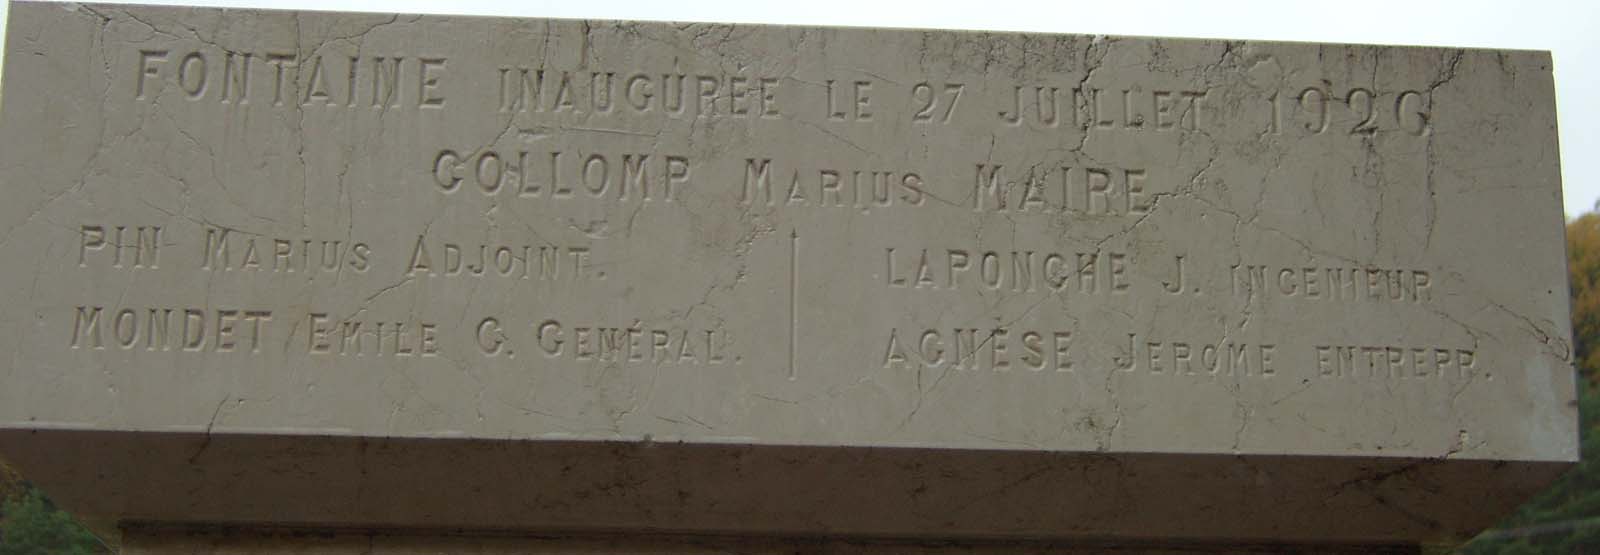 FONTAINE INAUGURÉE LE 27 JUILLET 1926
COLLOMP MARIUS MAIRE
PIN MARIUS ADJOINT.
MONDET EMILE C. GENÉRAL.
LAPONCHE J. INGÈNIEUR
AGNÈSE JEROME ENTREPR.